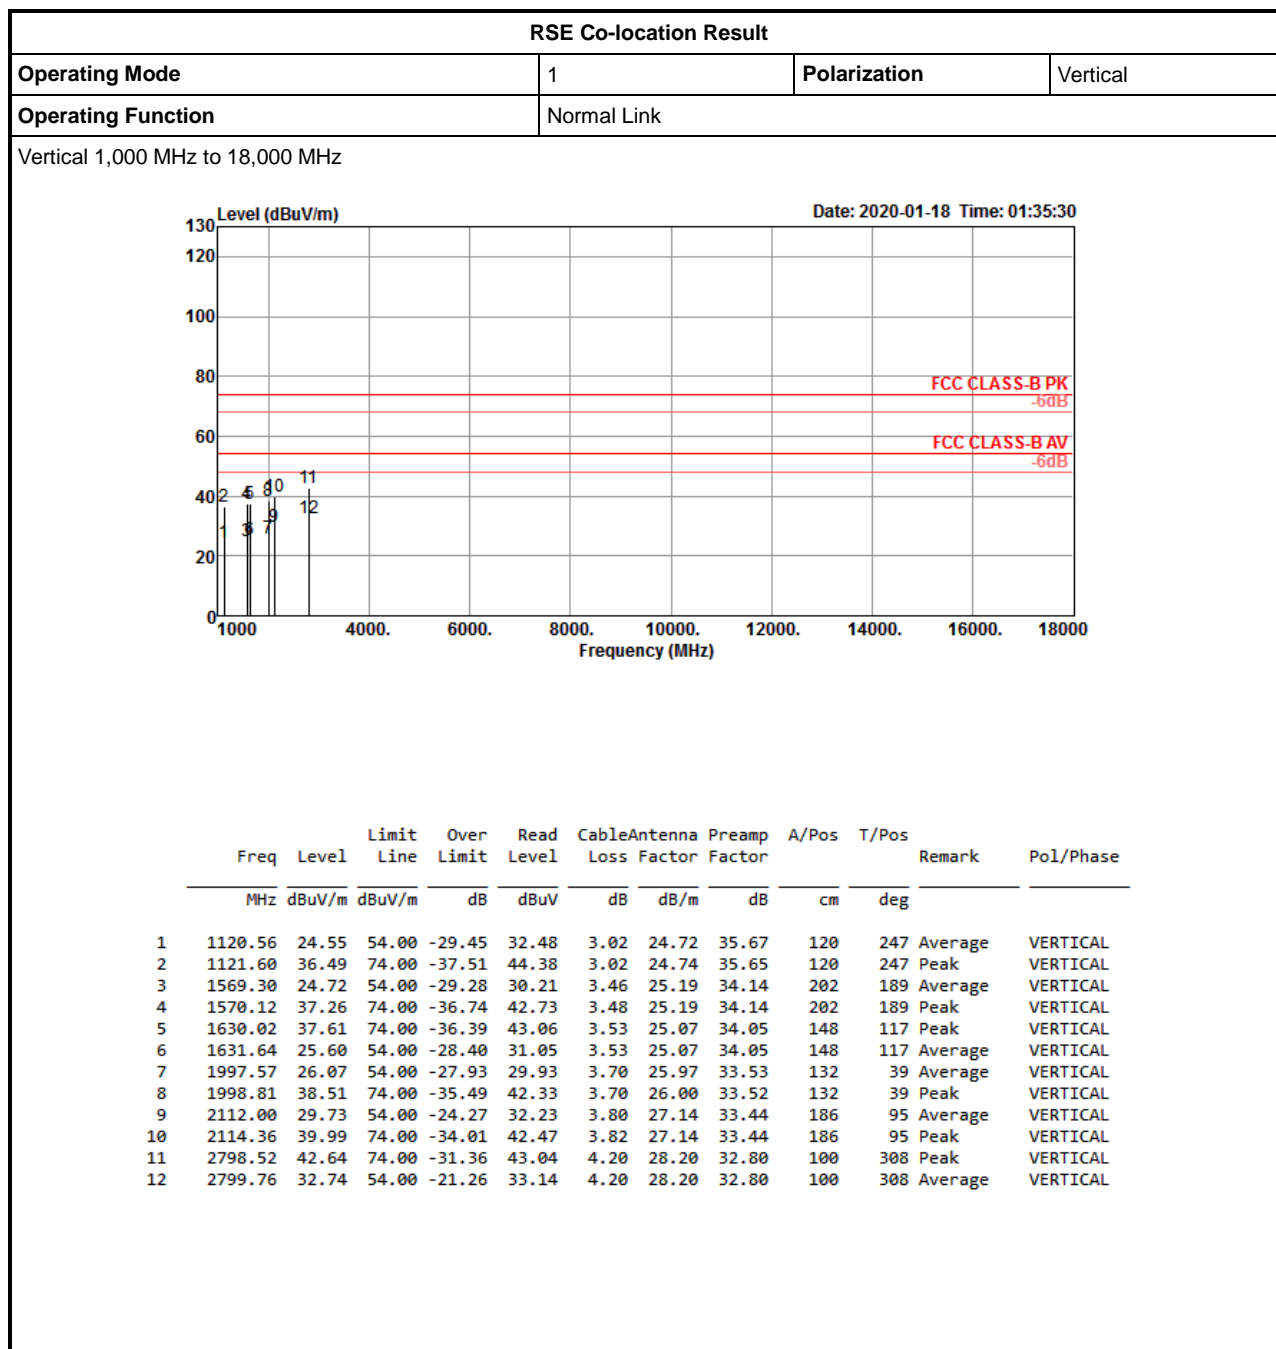 RSE Co-location Result
Operating Mode 1 Polarization Vertical
Operating Function Normal Link
Vertical 1,000 MHz to 18,000 MHz
Level (dBuV/m) Date: 2020-01-18 Time: 01:35:30
130
120
100
80
FCC CLASS-B PK
-6dB
60
FCC CLASS-B AV
-6dB
40
2 4 5 8 10 11
1 3 6 7 9 12
20
0
1000 4000. 6000. 8000. 10000. 12000. 14000. 16000. 18000
Frequency (MHz)
Limit Over Read CableAntenna Preamp A/Pos T/Pos
Freq Level Line Limit Level Loss Factor Factor Remark Pol/Phase
MHz dBuV/m dBuV/m dB dBuV dB dB/m dB cm deg
1 1120.56 24.55 54.00 -29.45 32.48 3.02 24.72 35.67 120 247 Average VERTICAL
2 1121.60 36.49 74.00 -37.51 44.38 3.02 24.74 35.65 120 247 Peak VERTICAL
3 1569.30 24.72 54.00 -29.28 30.21 3.46 25.19 34.14 202 189 Average VERTICAL
4 1570.12 37.26 74.00 -36.74 42.73 3.48 25.19 34.14 202 189 Peak VERTICAL
5 1630.02 37.61 74.00 -36.39 43.06 3.53 25.07 34.05 148 117 Peak VERTICAL
6 1631.64 25.60 54.00 -28.40 31.05 3.53 25.07 34.05 148 117 Average VERTICAL
7 1997.57 26.07 54.00 -27.93 29.93 3.70 25.97 33.53 132 39 Average VERTICAL
8 1998.81 38.51 74.00 -35.49 42.33 3.70 26.00 33.52 132 39 Peak VERTICAL
9 2112.00 29.73 54.00 -24.27 32.23 3.80 27.14 33.44 186 95 Average VERTICAL
10 2114.36 39.99 74.00 -34.01 42.47 3.82 27.14 33.44 186 95 Peak VERTICAL
11 2798.52 42.64 74.00 -31.36 43.04 4.20 28.20 32.80 100 308 Peak VERTICAL
12 2799.76 32.74 54.00 -21.26 33.14 4.20 28.20 32.80 100 308 Average VERTICAL